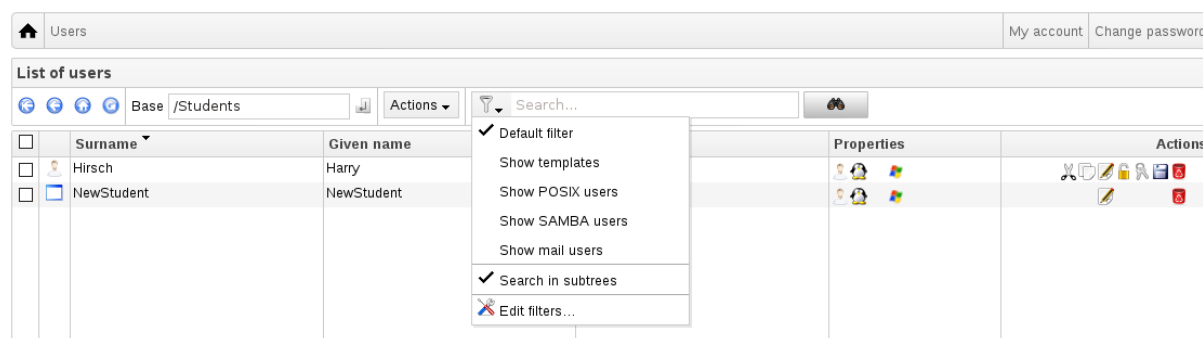 Users My account Change password
List of users
Base /Students Actions Search...
Surname Given name Properties Actions
Default filter
Hirsch Harry
Show templates
NewStudent NewStudent
Show POSIX users
Show SAMBA users
Show mail users
Search in subtrees
Edit filters...